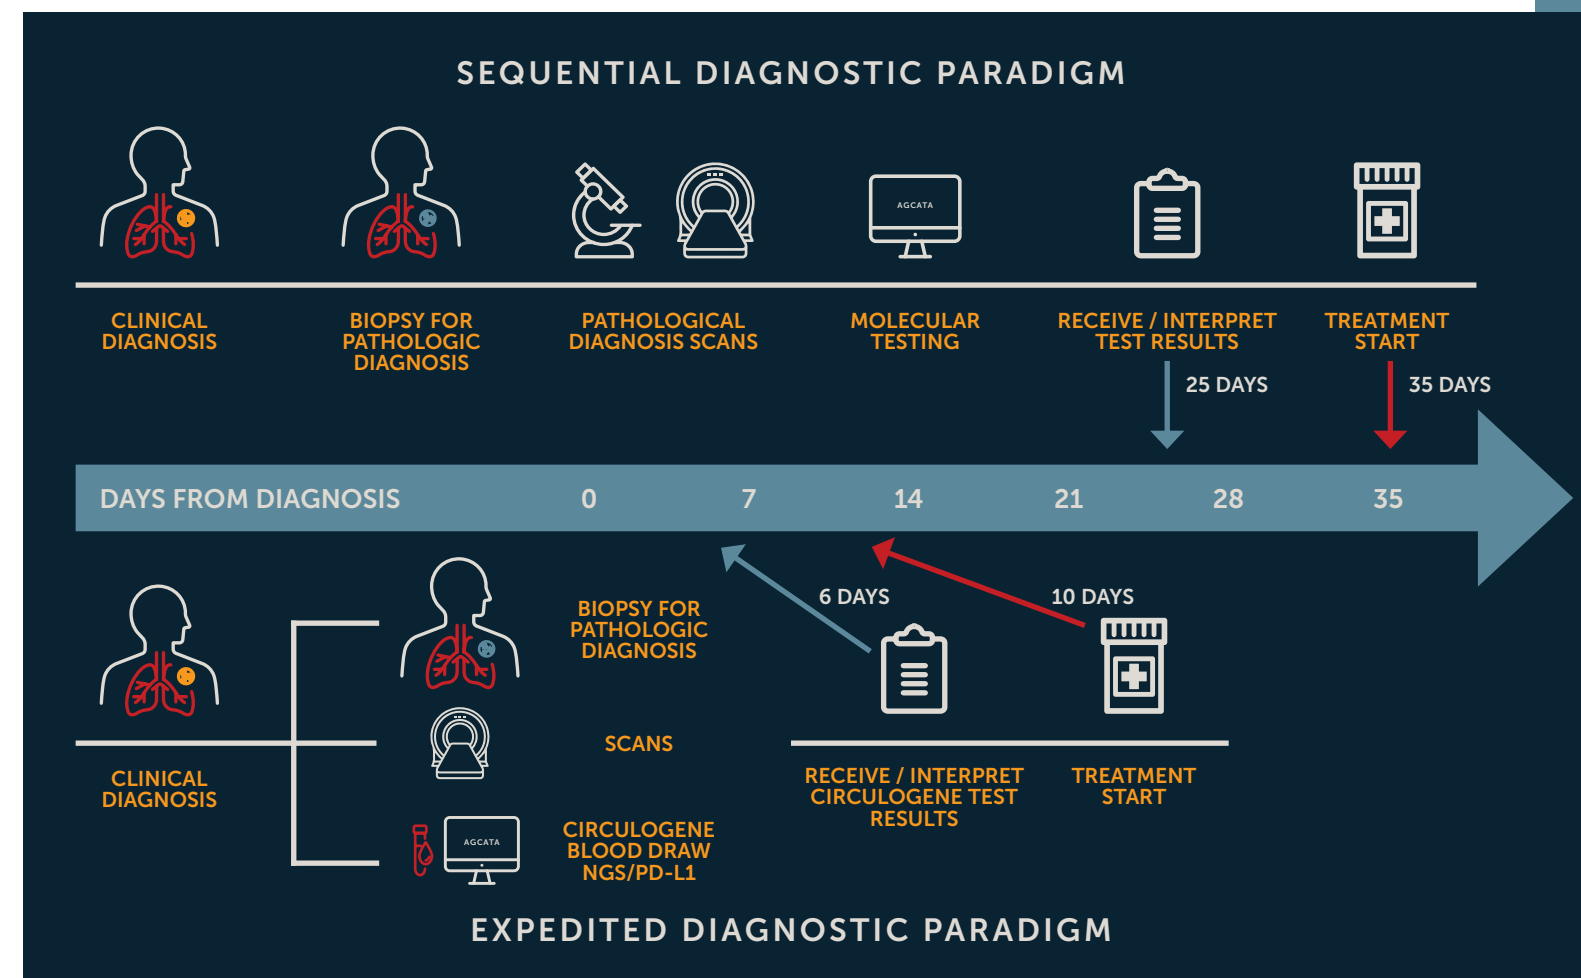 SEQUENTIAL DIAGNOSTIC PARADIGM
AGCATA
CLINICAL
DIAGNOSIS
BIOPSY FOR
PATHOLOGIC
DIAGNOSIS
PATHOLOGICAL
DIAGNOSIS SCANS
MOLECULAR
TESTING
RECEIVE / INTERPRET
TEST RESULTS
TREATMENT
START
25 DAYS
35 DAYS
DAYS FROM DIAGNOSIS 0 7 14 21 28 35
6 DAYS
10 DAYS
CLINICAL
DIAGNOSIS
BIOPSY FOR
PATHOLOGIC
DIAGNOSIS
SCANS
AGCATA
CIRCULOGENE
BLOOD DRAW
NGS/PD-L1
RECEIVE / INTERPRET
CIRCULOGENE TEST
RESULTS
TREATMENT
START
EXPEDITED DIAGNOSTIC PARADIGM